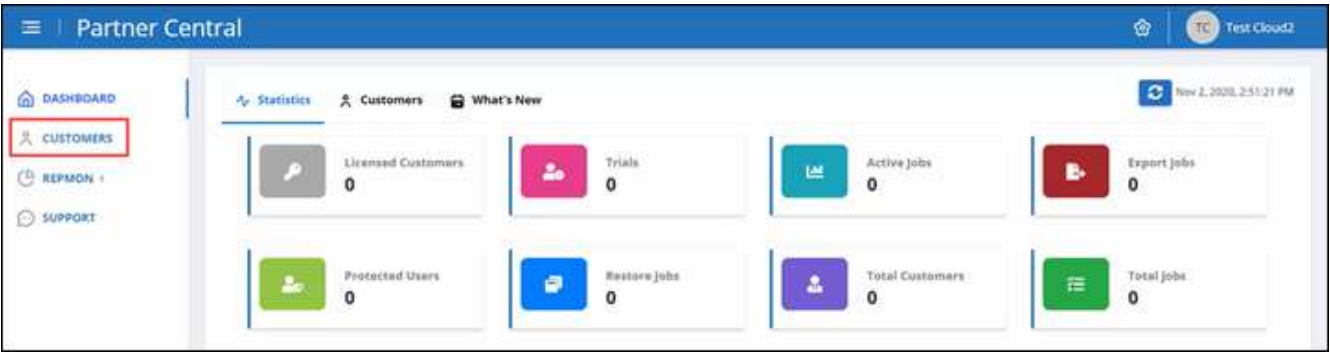 Partner Central
TC Test Cloud2
DASHBOARD
CUSTOMERS
REPMON
SUPPORT
Statistics Customers What's New
Nov 2, 2020, 2:51:21 PM
Licensed Customers
0
Trials
0
Active Jobs
0
Export Jobs
0
Protected Users
0
Restore Jobs
0
Total Customers
0
Total Jobs
0